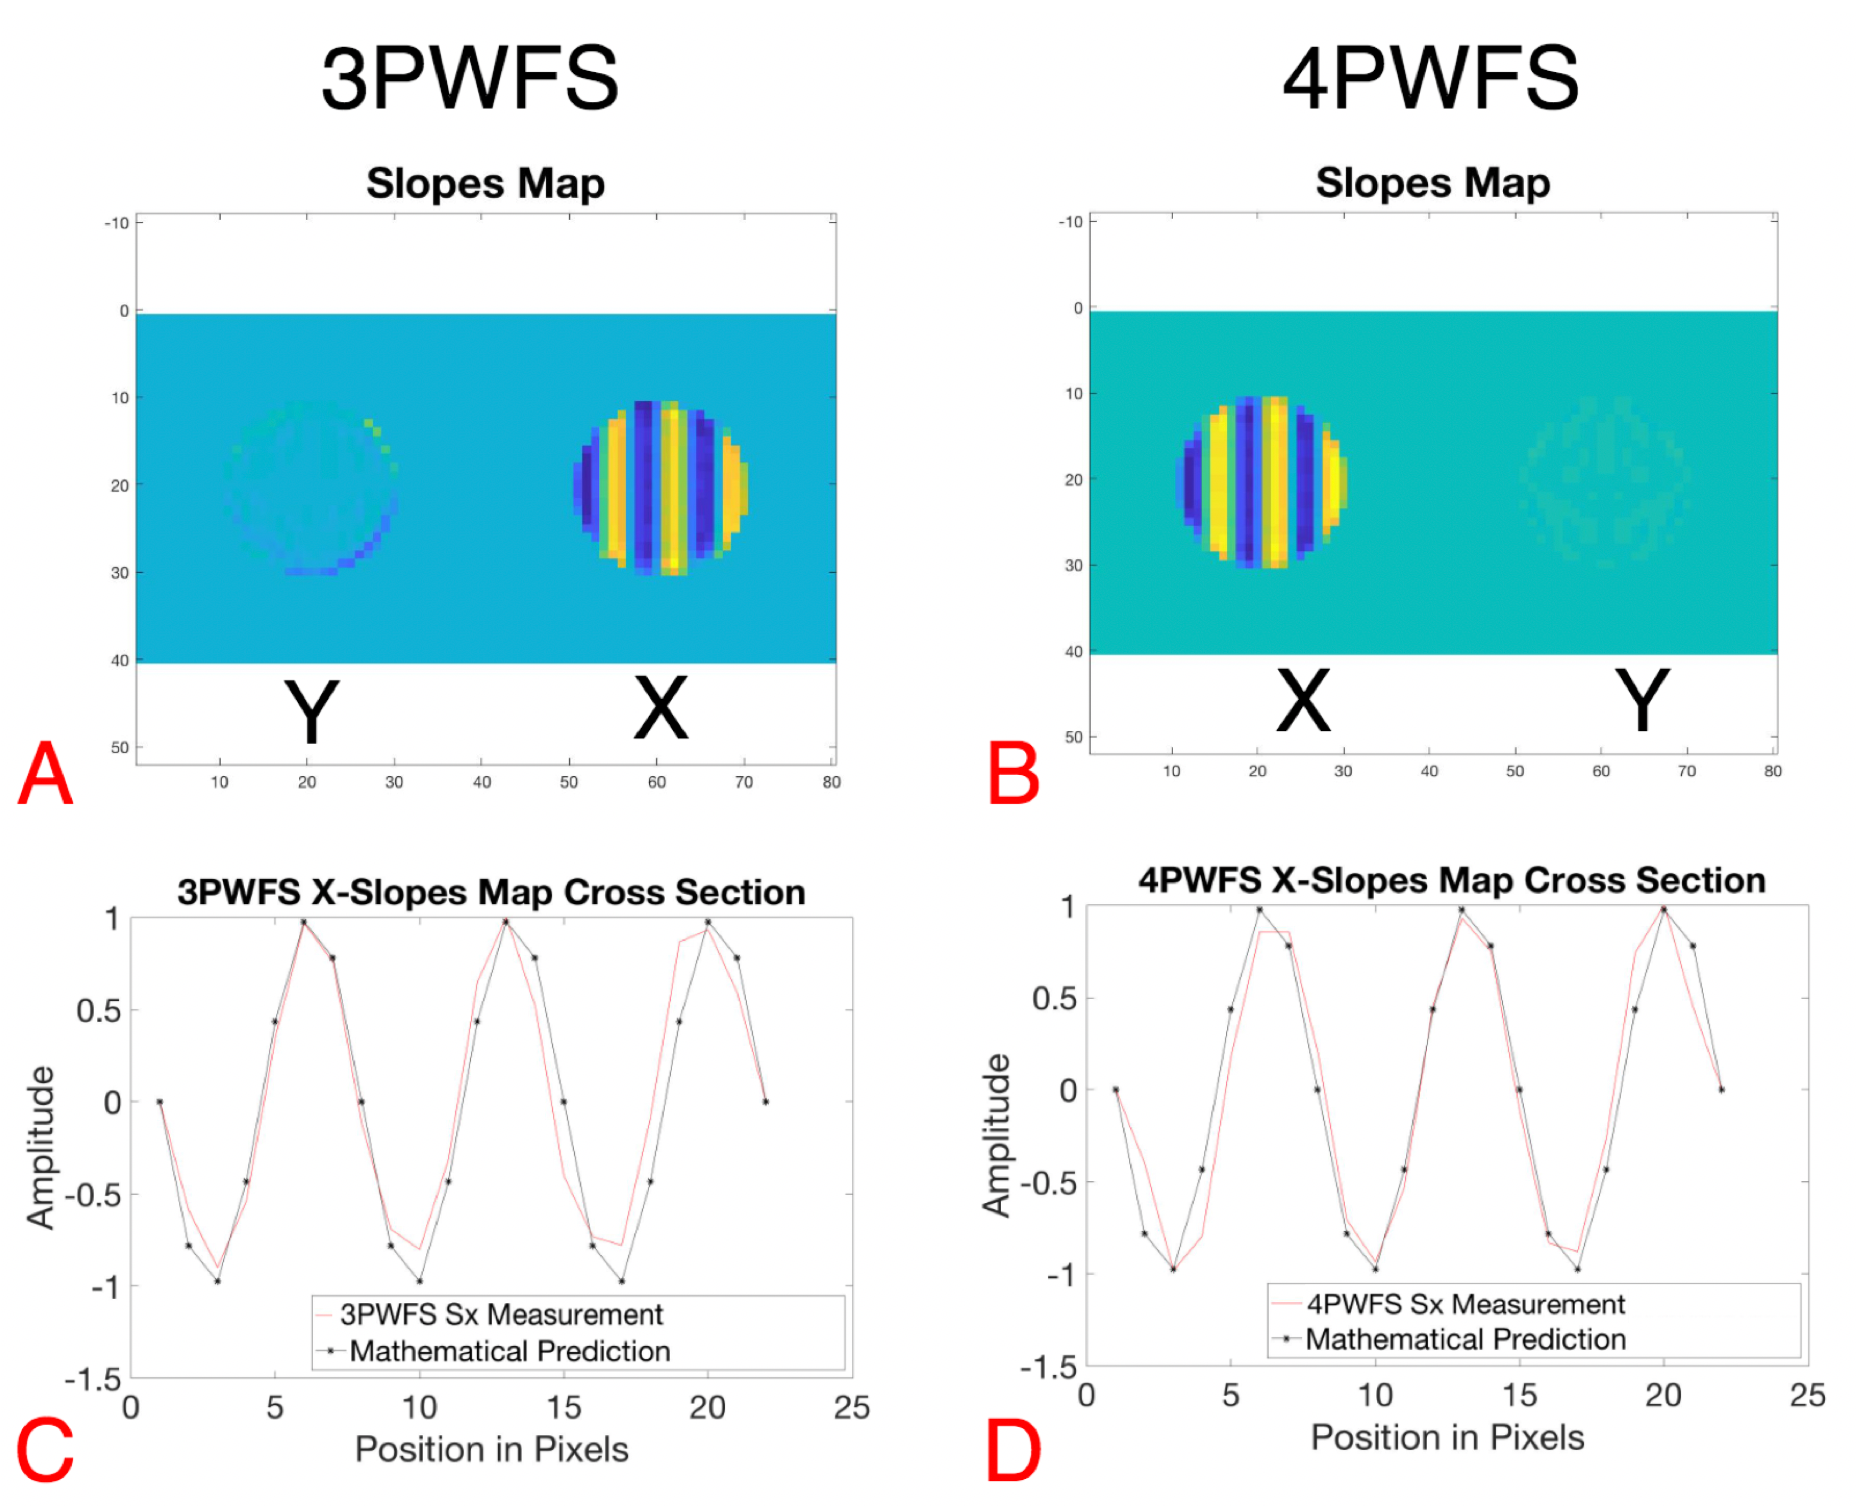 3PWFS
4PWFS
Slopes Map
-10
0
10
20
30
40
50
10 20 30 40 50 60 70 80
Y X
A
Slopes Map
-10
0
10
20
30
40
50
10 20 30 40 50 60 70 80
X Y
B
3PWFS X-Slopes Map Cross Section
1
0.5
0
-0.5
-1
-1.5
Amplitude
3PWFS Sx Measurement
Mathematical Prediction
0 5 10 15 20 25
Position in Pixels
C
4PWFS X-Slopes Map Cross Section
1
0.5
0
-0.5
-1
-1.5
Amplitude
4PWFS Sx Measurement
Mathematical Prediction
0 5 10 15 20 25
Position in Pixels
D